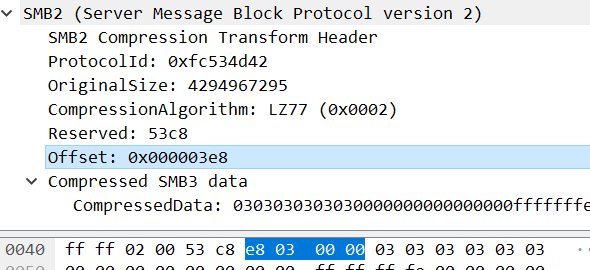 SMB2 (Server Message Block Protocol version 2)
SMB2 Compression Transform Header
ProtocolId: 0xfc534d42
OriginalSize: 4294967295
CompressionAlgorithm: LZ77 (0x0002)
Reserved: 53c8
Offset: 0x000003e8
Compressed SMB3 data
CompressedData: 03030303030300000000000000000fffffffe
0040 ff ff 02 00 53 c8 e8 03 00 00 03 03 03 03 03 03